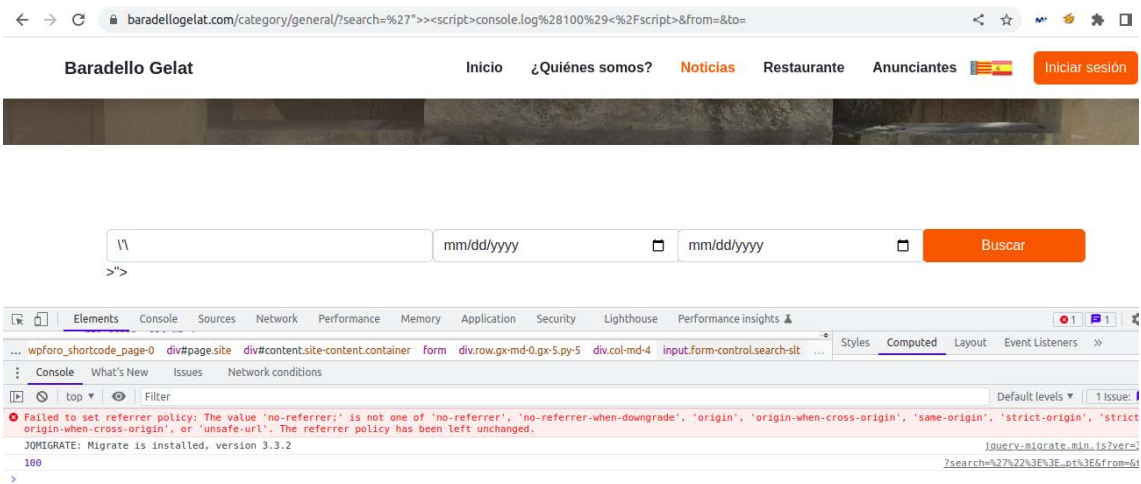 baradellogelat.com/category/general/?search=%27">><script>console.log%28100%29<%2Fscript>&from=&to=
Baradello Gelat Inicio ¿Quiénes somos? Noticias Restaurante Anunciantes Iniciar sesión
\'\ mm/dd/yyyy mm/dd/yyyy Buscar
>">
Elements Console Sources Network Performance Memory Application Security Lighthouse Performance insights 1 1
... wpforo_shortcode_page-0 div#page.site div#content.site-content.container form div.row.gx-md-0.gx-5.py-5 div.col-md-4 input.form-control.search-slt ... Styles Computed Layout Event Listeners »
Console What's New Issues Network conditions
top ▼ Filter Default levels ▼ 1 Issue:
Failed to set referrer policy: The value 'no-referrer;' is not one of 'no-referrer', 'no-referrer-when-downgrade', 'origin', 'origin-when-cross-origin', 'same-origin', 'strict-origin', 'strict
origin-when-cross-origin', or 'unsafe-url'. The referrer policy has been left unchanged.
JQMIGRATE: Migrate is installed, version 3.3.2 jquery-migrate.min.js?ver=3
100 ?search=%27%22%3E%3E…pt%3E&from=&t
>